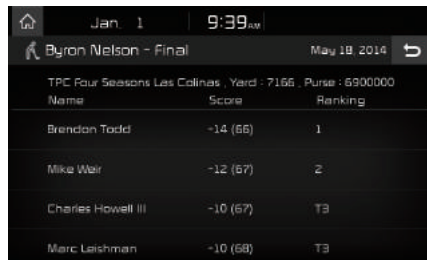 Jan. 1 9:39 AM
Byron Nelson - Final May 18, 2014
TPC Four Seasons Las Colinas , Yard : 7166 , Purse : 6900000
Name Score Ranking
Brendon Todd -14 (66) 1
Mike Weir -12 (67) 2
Charles Howell III -10 (67) T3
Marc Leishman -10 (68) T3